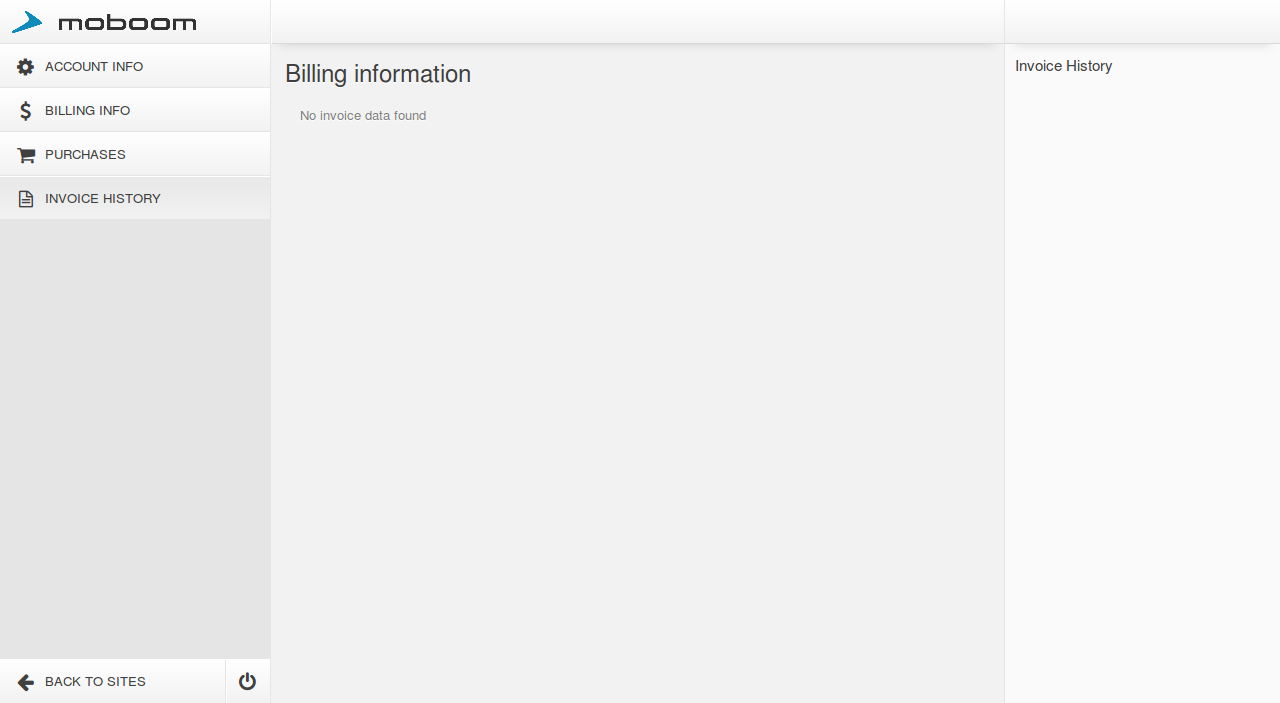 moboom
ACCOUNT INFO
BILLING INFO
PURCHASES
INVOICE HISTORY
BACK TO SITES
Billing information
No invoice data found
Invoice History